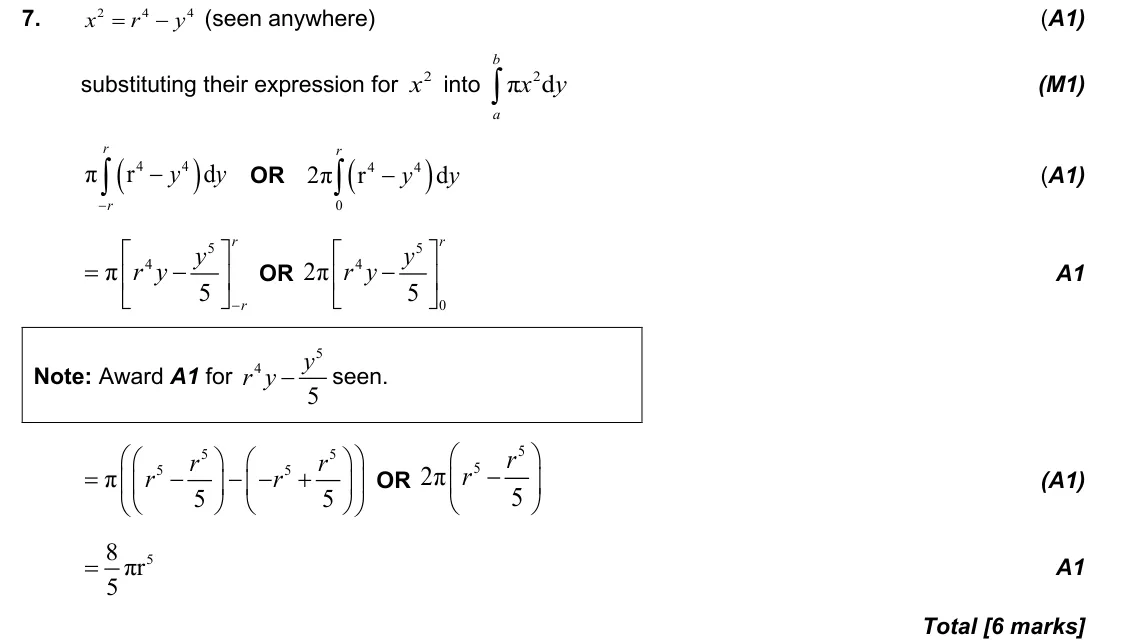 7. x² = r⁴ − y⁴ (seen anywhere) (A1)
substituting their expression for x² into ∫ₐᵇ πx²dy (M1)
π∫₋ᵣʳ (r⁴ − y⁴)dy OR 2π∫₀ʳ (r⁴ − y⁴)dy (A1)
= π[r⁴y − y⁵/5]₋ᵣʳ OR 2π[r⁴y − y⁵/5]₀ʳ A1
Note: Award A1 for r⁴y − y⁵/5 seen.
= π((r⁵ − r⁵/5) − (−r⁵ + r⁵/5)) OR 2π(r⁵ − r⁵/5) (A1)
= 8/5 πr⁵ A1
Total [6 marks]